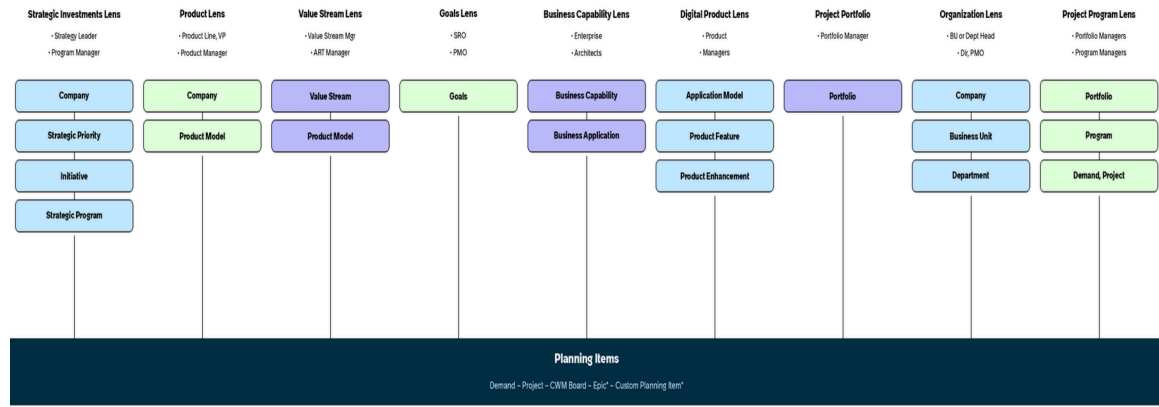 Strategic Investments Lens
• Strategy Leader
• Program Manager
Company
Strategic Priority
Initiative
Strategic Program
Product Lens
• Product Line, VP
• Product Manager
Company
Product Model
Value Stream Lens
• Value Stream Mgr
• ART Manager
Value Stream
Product Model
Goals Lens
• SRO
• PMO
Goals
Business Capability Lens
• Enterprise
• Architects
Business Capability
Business Application
Digital Product Lens
• Product
• Managers
Application Model
Product Feature
Product Enhancement
Project Portfolio
• Portfolio Manager
Portfolio
Organization Lens
• BU or Dept Head
• Dir, PMO
Company
Business Unit
Department
Project Program Lens
• Portfolio Managers
• Program Managers
Portfolio
Program
Demand, Project
Planning Items
Demand – Project – CWM Board – Epic* – Custom Planning Item*